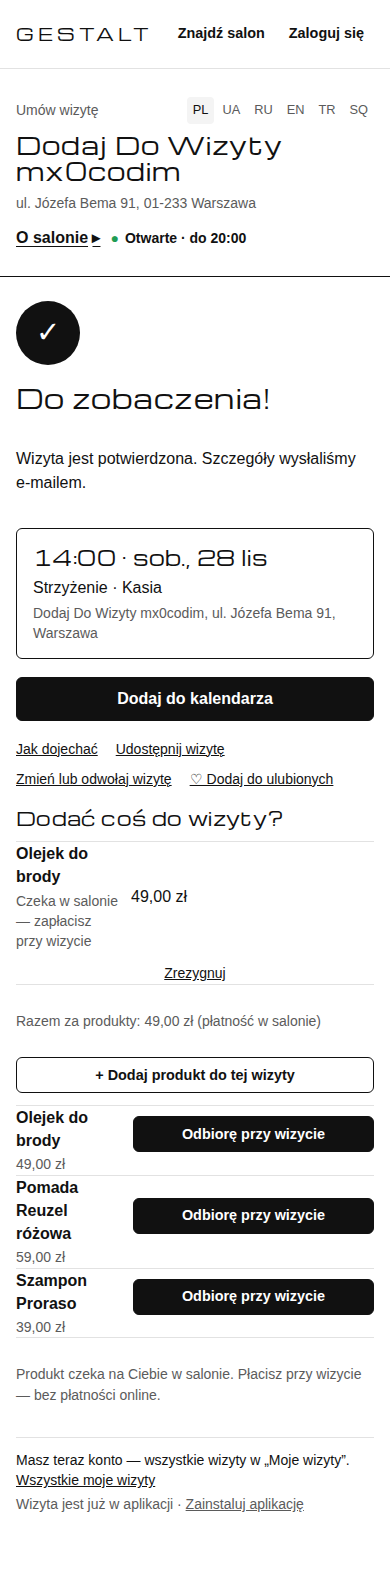 GESTALT Znajdź salon Zaloguj się
Umów wizytę PL UA RU EN TR SQ
Dodaj Do Wizyty
mx0codim
ul. Józefa Bema 91, 01-233 Warszawa
O salonie ▸ ● Otwarte · do 20:00
✓
Do zobaczenia!
Wizyta jest potwierdzona. Szczegóły wysłaliśmy
e-mailem.
14:00 · sob., 28 lis
Strzyżenie · Kasia
Dodaj Do Wizyty mx0codim, ul. Józefa Bema 91,
Warszawa
Dodaj do kalendarza
Jak dojechać Udostępnij wizytę
Zmień lub odwołaj wizytę ♡ Dodaj do ulubionych
Dodać coś do wizyty?
Olejek do
brody
Czeka w salonie
— zapłacisz
przy wizycie
49,00 zł
Zrezygnuj
Razem za produkty: 49,00 zł (płatność w salonie)
+ Dodaj produkt do tej wizyty
Olejek do
brody
49,00 zł
Odbiorę przy wizycie
Pomada
Reuzel
różowa
59,00 zł
Odbiorę przy wizycie
Szampon
Proraso
39,00 zł
Odbiorę przy wizycie
Produkt czeka na Ciebie w salonie. Płacisz przy wizycie
— bez płatności online.
Masz teraz konto — wszystkie wizyty w „Moje wizyty”.
Wszystkie moje wizyty
Wizyta jest już w aplikacji · Zainstaluj aplikację